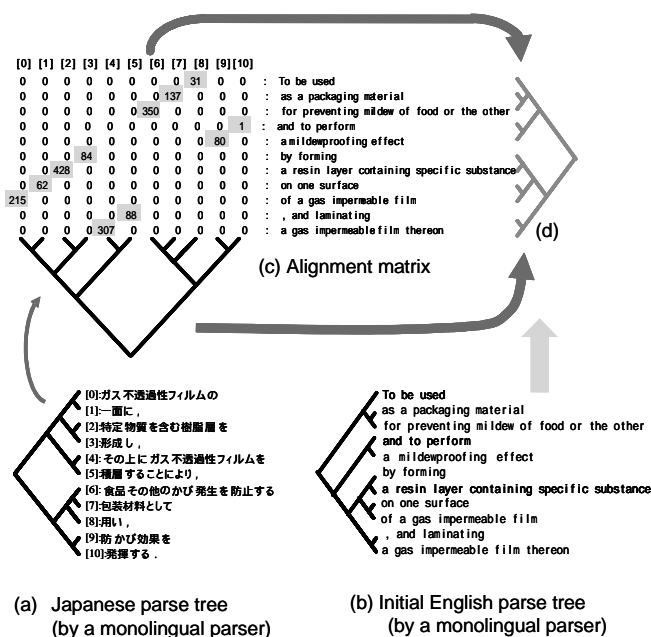 [0] [1] [2] [3] [4] [5] [6] [7] [8] [9] [10]
0 0 0 0 0 0 0 0 31 0 0 : To be used
0 0 0 0 0 0 0 137 0 0 0 : as a packaging material
0 0 0 0 0 0 350 0 0 0 0 : for preventing mildew of food or the other
0 0 0 0 0 0 0 0 0 0 1 : and to perform
0 0 0 0 0 0 0 0 0 80 0 : a mildewproofing effect
0 0 0 84 0 0 0 0 0 0 0 : by forming
0 0 428 0 0 0 0 0 0 0 0 : a resin layer containing specific substance
0 62 0 0 0 0 0 0 0 0 0 : on one surface
215 0 0 0 0 0 0 0 0 0 0 : of a gas impermeable film
0 0 0 0 0 88 0 0 0 0 0 : , and laminating
0 0 0 0 307 0 0 0 0 0 0 : a gas impermeable film thereon
(d)
(c) Alignment matrix
[0]:ガス不透過性フィルムの
[1]:一面に,
[2]:特定物質を含む樹脂層を
[3]:形成し,
[4]:その上にガス不透過性フィルムを
[5]:積層することにより,
[6]:食品その他のかび発生を防止する
[7]:包装材料として
[8]:用い,
[9]:防かび効果を
[10]:発揮する.
To be used
as a packaging material
for preventing mildew of food or the other
and to perform
a mildewproofing effect
by forming
a resin layer containing specific substance
on one surface
of a gas impermeable film
, and laminating
a gas impermeable film thereon
(a) Japanese parse tree
(by a monolingual parser)
(b) Initial English parse tree
(by a monolingual parser)